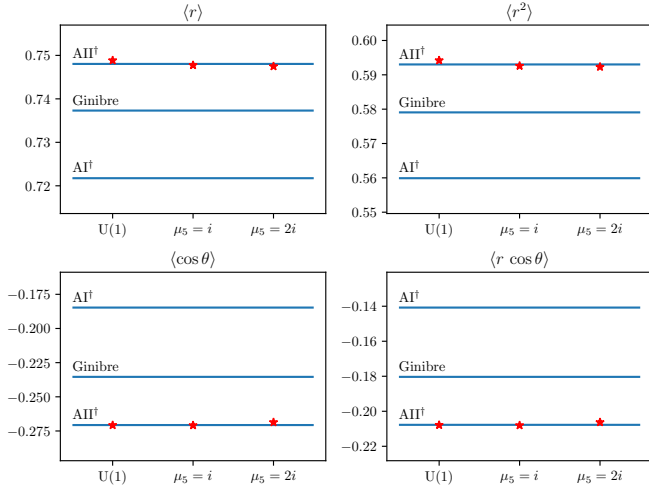 ⟨r⟩
0.75
0.74
0.73
0.72
AII†
Ginibre
AI†
U(1)
μ₅ = i
μ₅ = 2i
⟨r²⟩
0.60
0.59
0.58
0.57
0.56
0.55
AII†
Ginibre
AI†
U(1)
μ₅ = i
μ₅ = 2i
⟨cos θ⟩
−0.175
−0.200
−0.225
−0.250
−0.275
AI†
Ginibre
AII†
U(1)
μ₅ = i
μ₅ = 2i
⟨r cos θ⟩
−0.14
−0.16
−0.18
−0.20
−0.22
AI†
Ginibre
AII†
U(1)
μ₅ = i
μ₅ = 2i